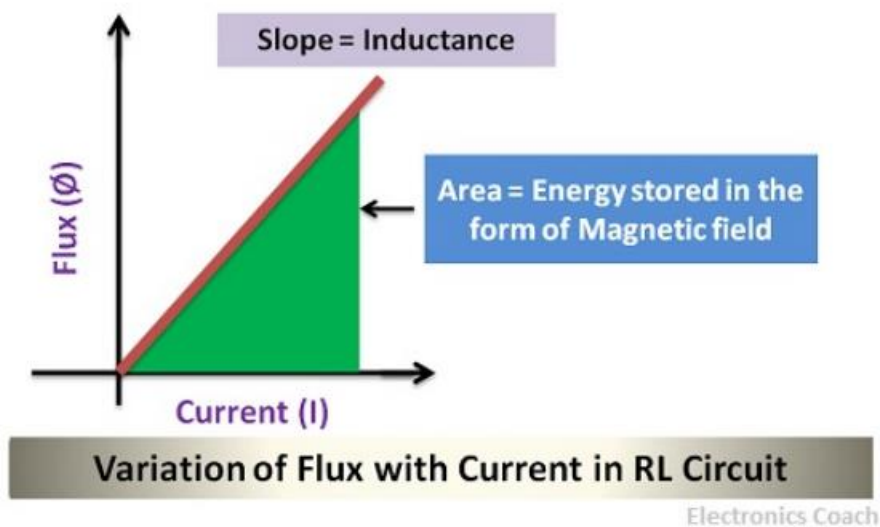 Slope = Inductance
Flux (Ø)
Area = Energy stored in the
form of Magnetic field
Current (I)
Variation of Flux with Current in RL Circuit
Electronics Coach